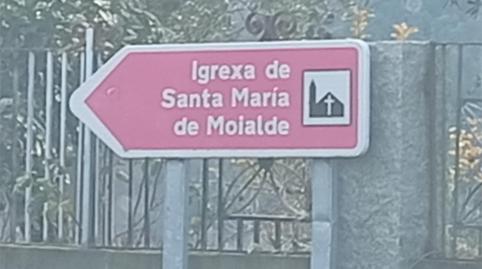 Igrexa de
Santa María
de Moialde